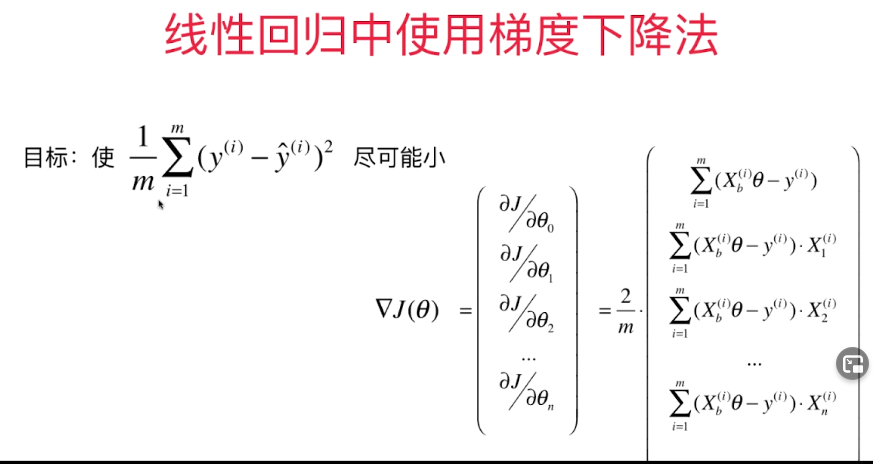 线性回归中使用梯度下降法
目标：使 \frac{1}{m}\sum_{i=1}^{m}(y^{(i)} - \hat{y}^{(i)})^2 尽可能小
\nabla J(\theta) = \begin{pmatrix} \partial J / \partial \theta_0 \\ \partial J / \partial \theta_1 \\ \partial J / \partial \theta_2 \\ ... \\ \partial J / \partial \theta_n \end{pmatrix} = \frac{2}{m} \cdot \begin{pmatrix} \sum_{i=1}^{m}(X_b^{(i)}\theta - y^{(i)}) \\ \sum_{i=1}^{m}(X_b^{(i)}\theta - y^{(i)}) \cdot X_1^{(i)} \\ \sum_{i=1}^{m}(X_b^{(i)}\theta - y^{(i)}) \cdot X_2^{(i)} \\ ... \\ \sum_{i=1}^{m}(X_b^{(i)}\theta - y^{(i)}) \cdot X_n^{(i)} \end{pmatrix}